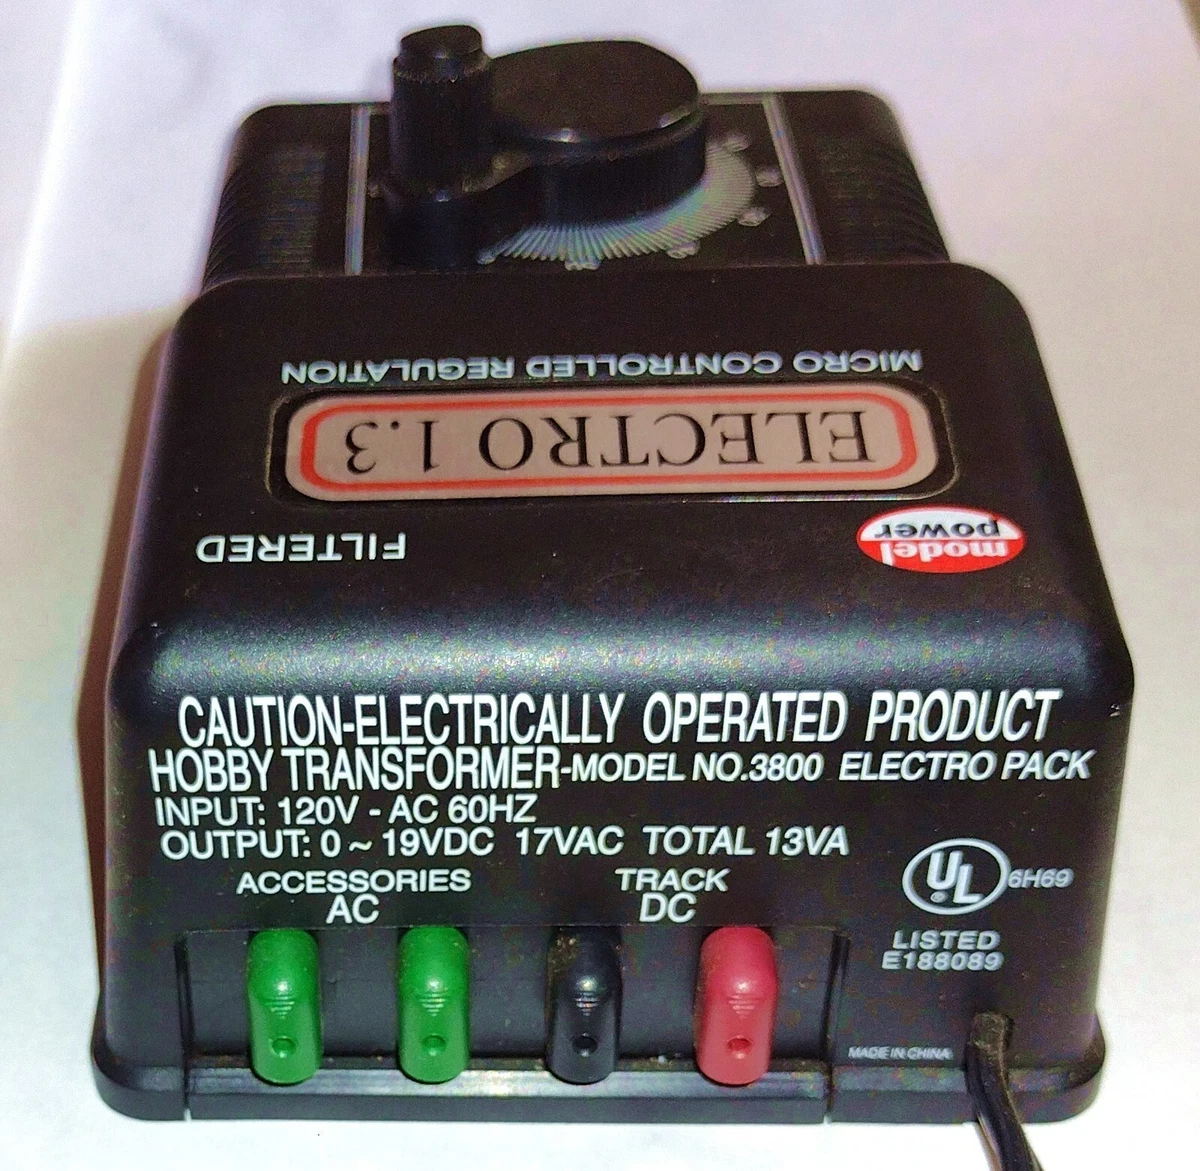 MICRO CONTROLLED REGULATION
ELECTRO 1.3
model
power
FILTERED
CAUTION-ELECTRICALLY OPERATED PRODUCT
HOBBY TRANSFORMER-MODEL NO.3800 ELECTRO PACK
INPUT: 120V - AC 60HZ
OUTPUT: 0 ~ 19VDC 17VAC TOTAL 13VA
ACCESSORIES
AC
TRACK
DC
UL
6H69
LISTED
E188089
MADE IN CHINA